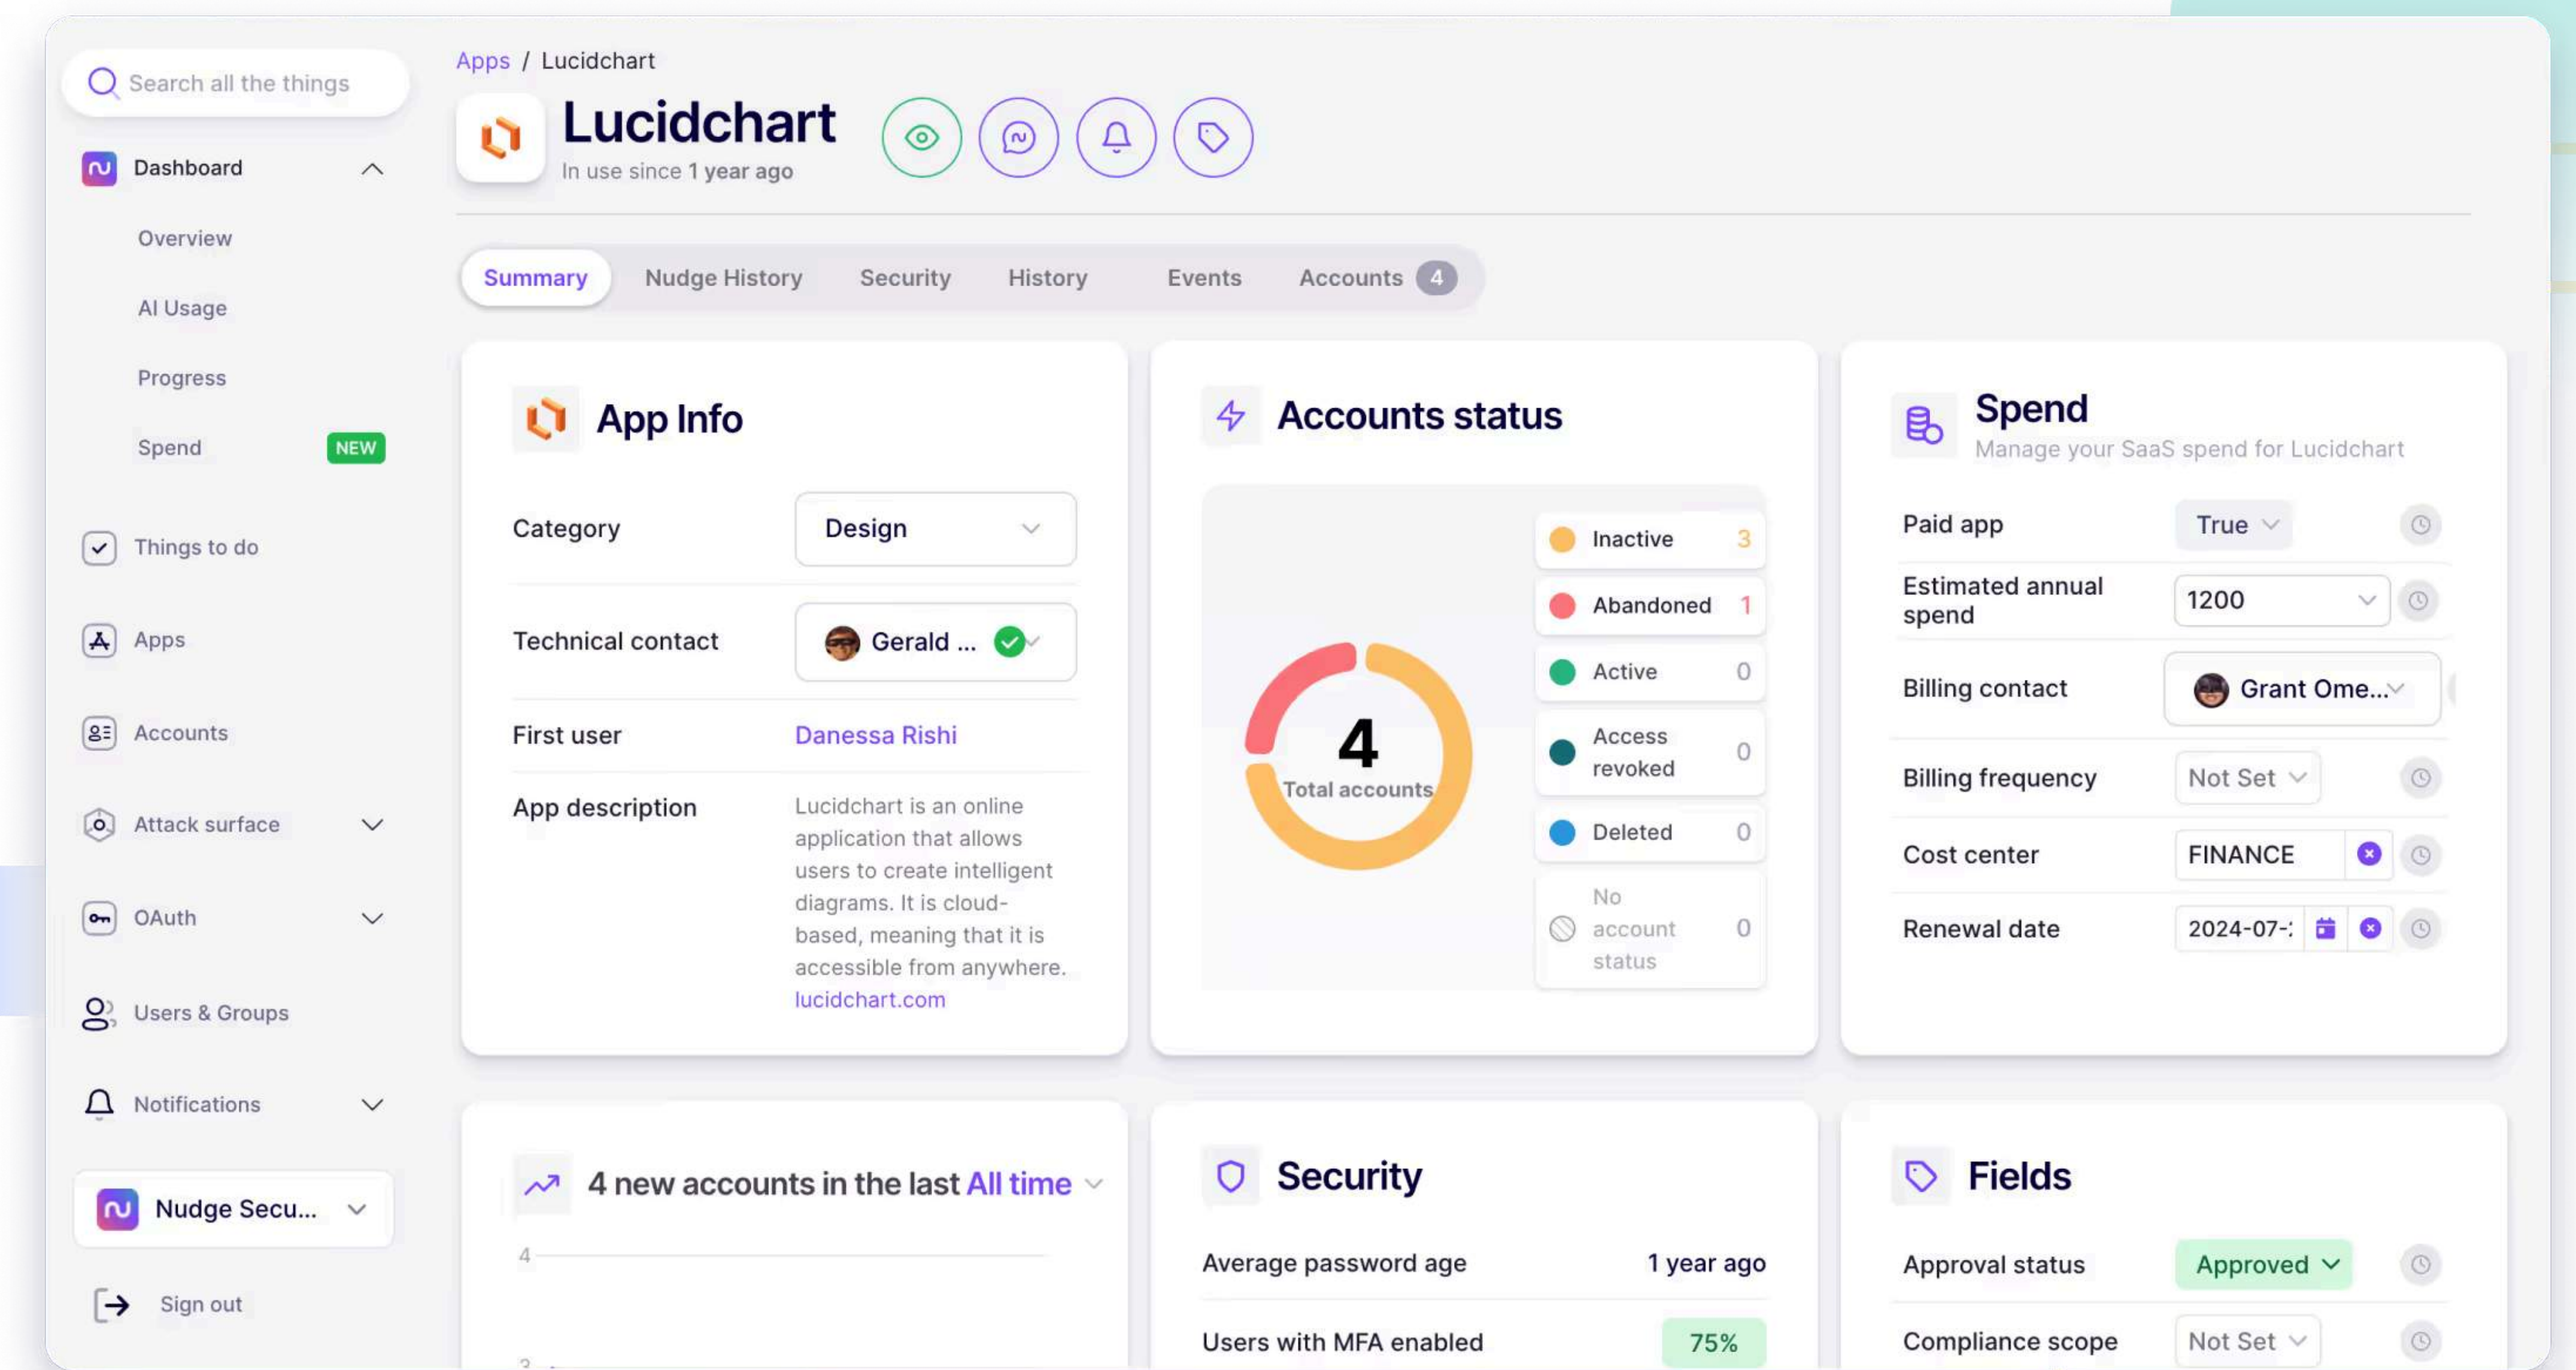 Search all the things
Dashboard
Overview
AI Usage
Progress
Spend NEW
Things to do
Apps
Accounts
Attack surface
OAuth
Users & Groups
Notifications
Nudge Secu...
Sign out
Apps / Lucidchart
Lucidchart
In use since 1 year ago
Summary Nudge History Security History Events Accounts 4
App Info
Category Design
Technical contact Gerald ...
First user Danessa Rishi
App description
Lucidchart is an online
application that allows
users to create intelligent
diagrams. It is cloud-
based, meaning that it is
accessible from anywhere.
lucidchart.com
Accounts status
4
Total accounts
Inactive 3
Abandoned 1
Active 0
Access
revoked
0
Deleted 0
No
account
status
0
Spend
Manage your SaaS spend for Lucidchart
Paid app True
Estimated annual
spend
1200
Billing contact Grant Ome...
Billing frequency Not Set
Cost center FINANCE
Renewal date 2024-07-
4 new accounts in the last All time
4
Security
Average password age 1 year ago
Users with MFA enabled 75%
Fields
Approval status Approved
Compliance scope Not Set